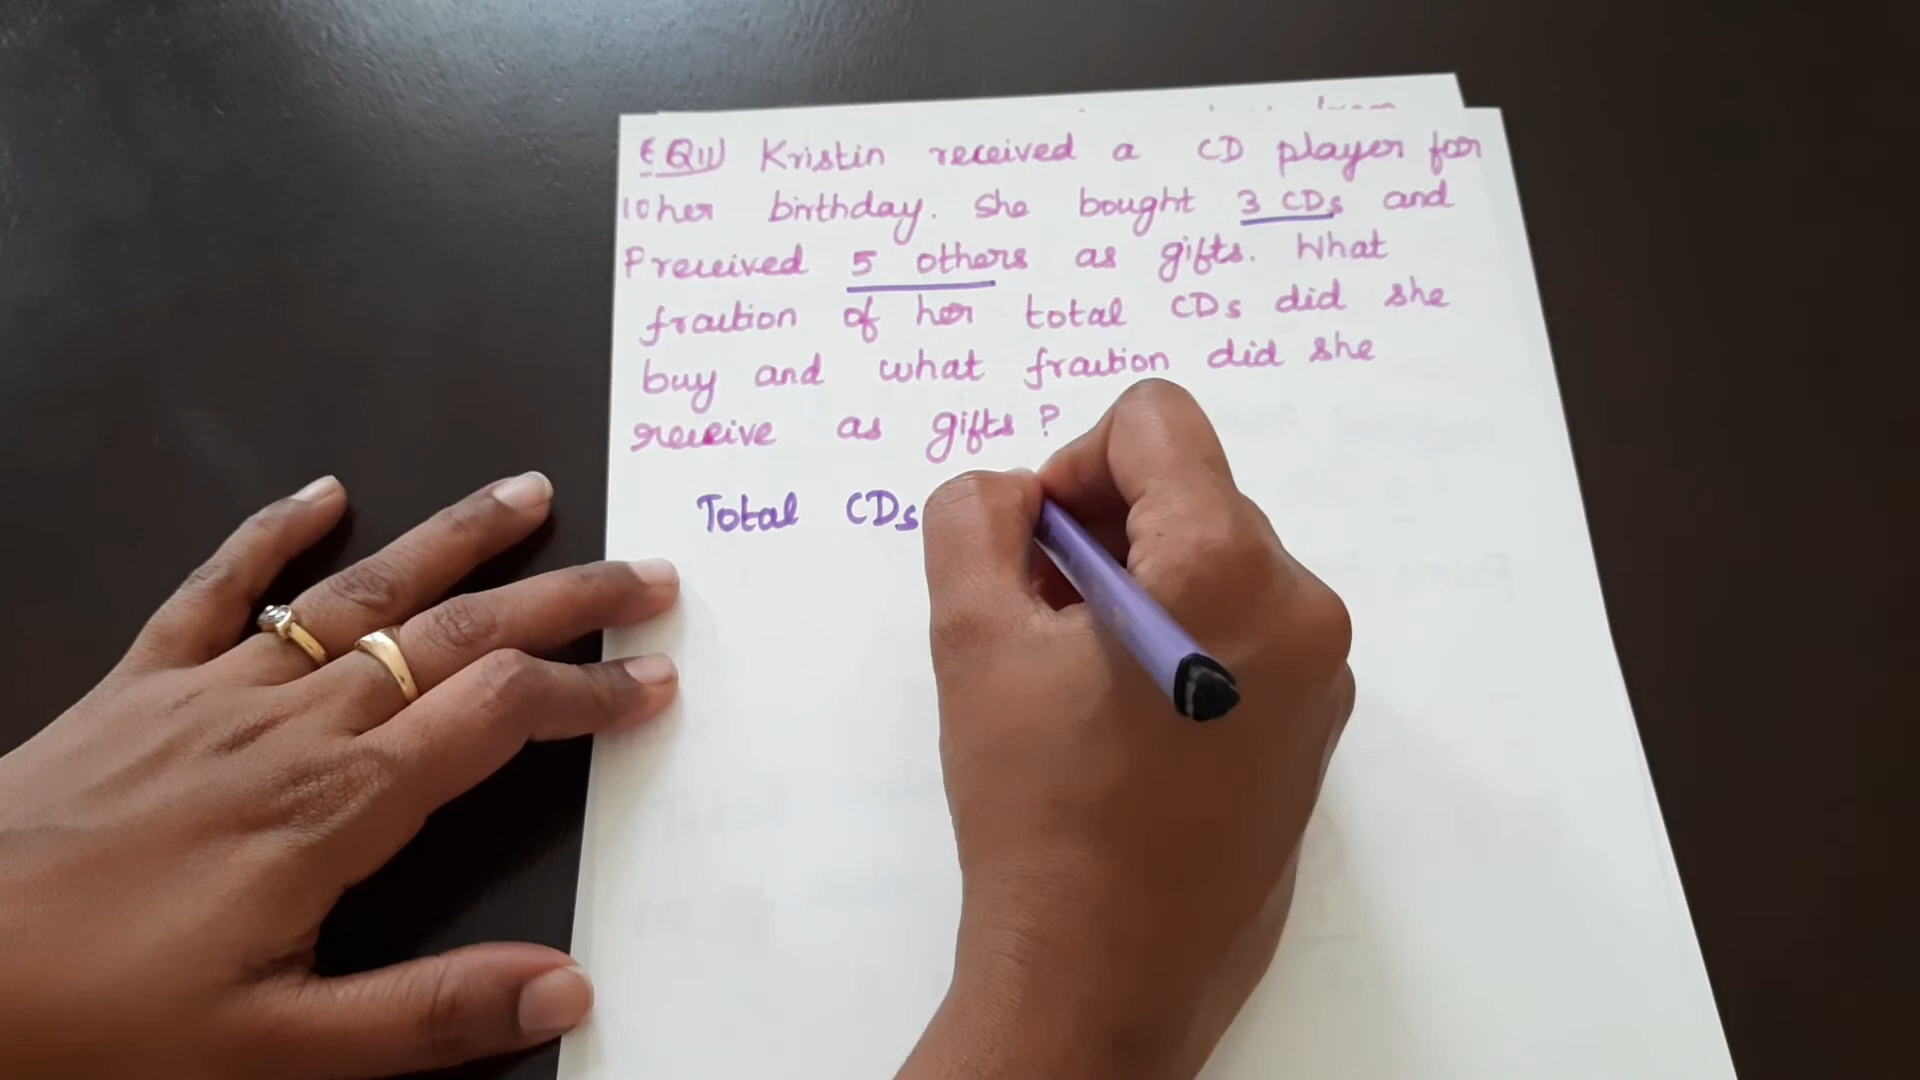 Q11) Kristin received a CD player for
her birthday. She bought 3 CDs and
received 5 others as gifts. What
fraction of her total CDs did she
buy and what fraction did she
receive as gifts?
Total CDs